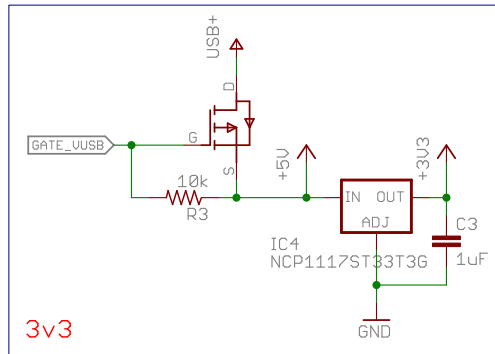 USB+
D
GATE_VUSB
G
S
10k
R3
+5V
+3V3
IN OUT
ADJ
IC4
NCP1117ST33T3G
C3
1uF
GND
3v3